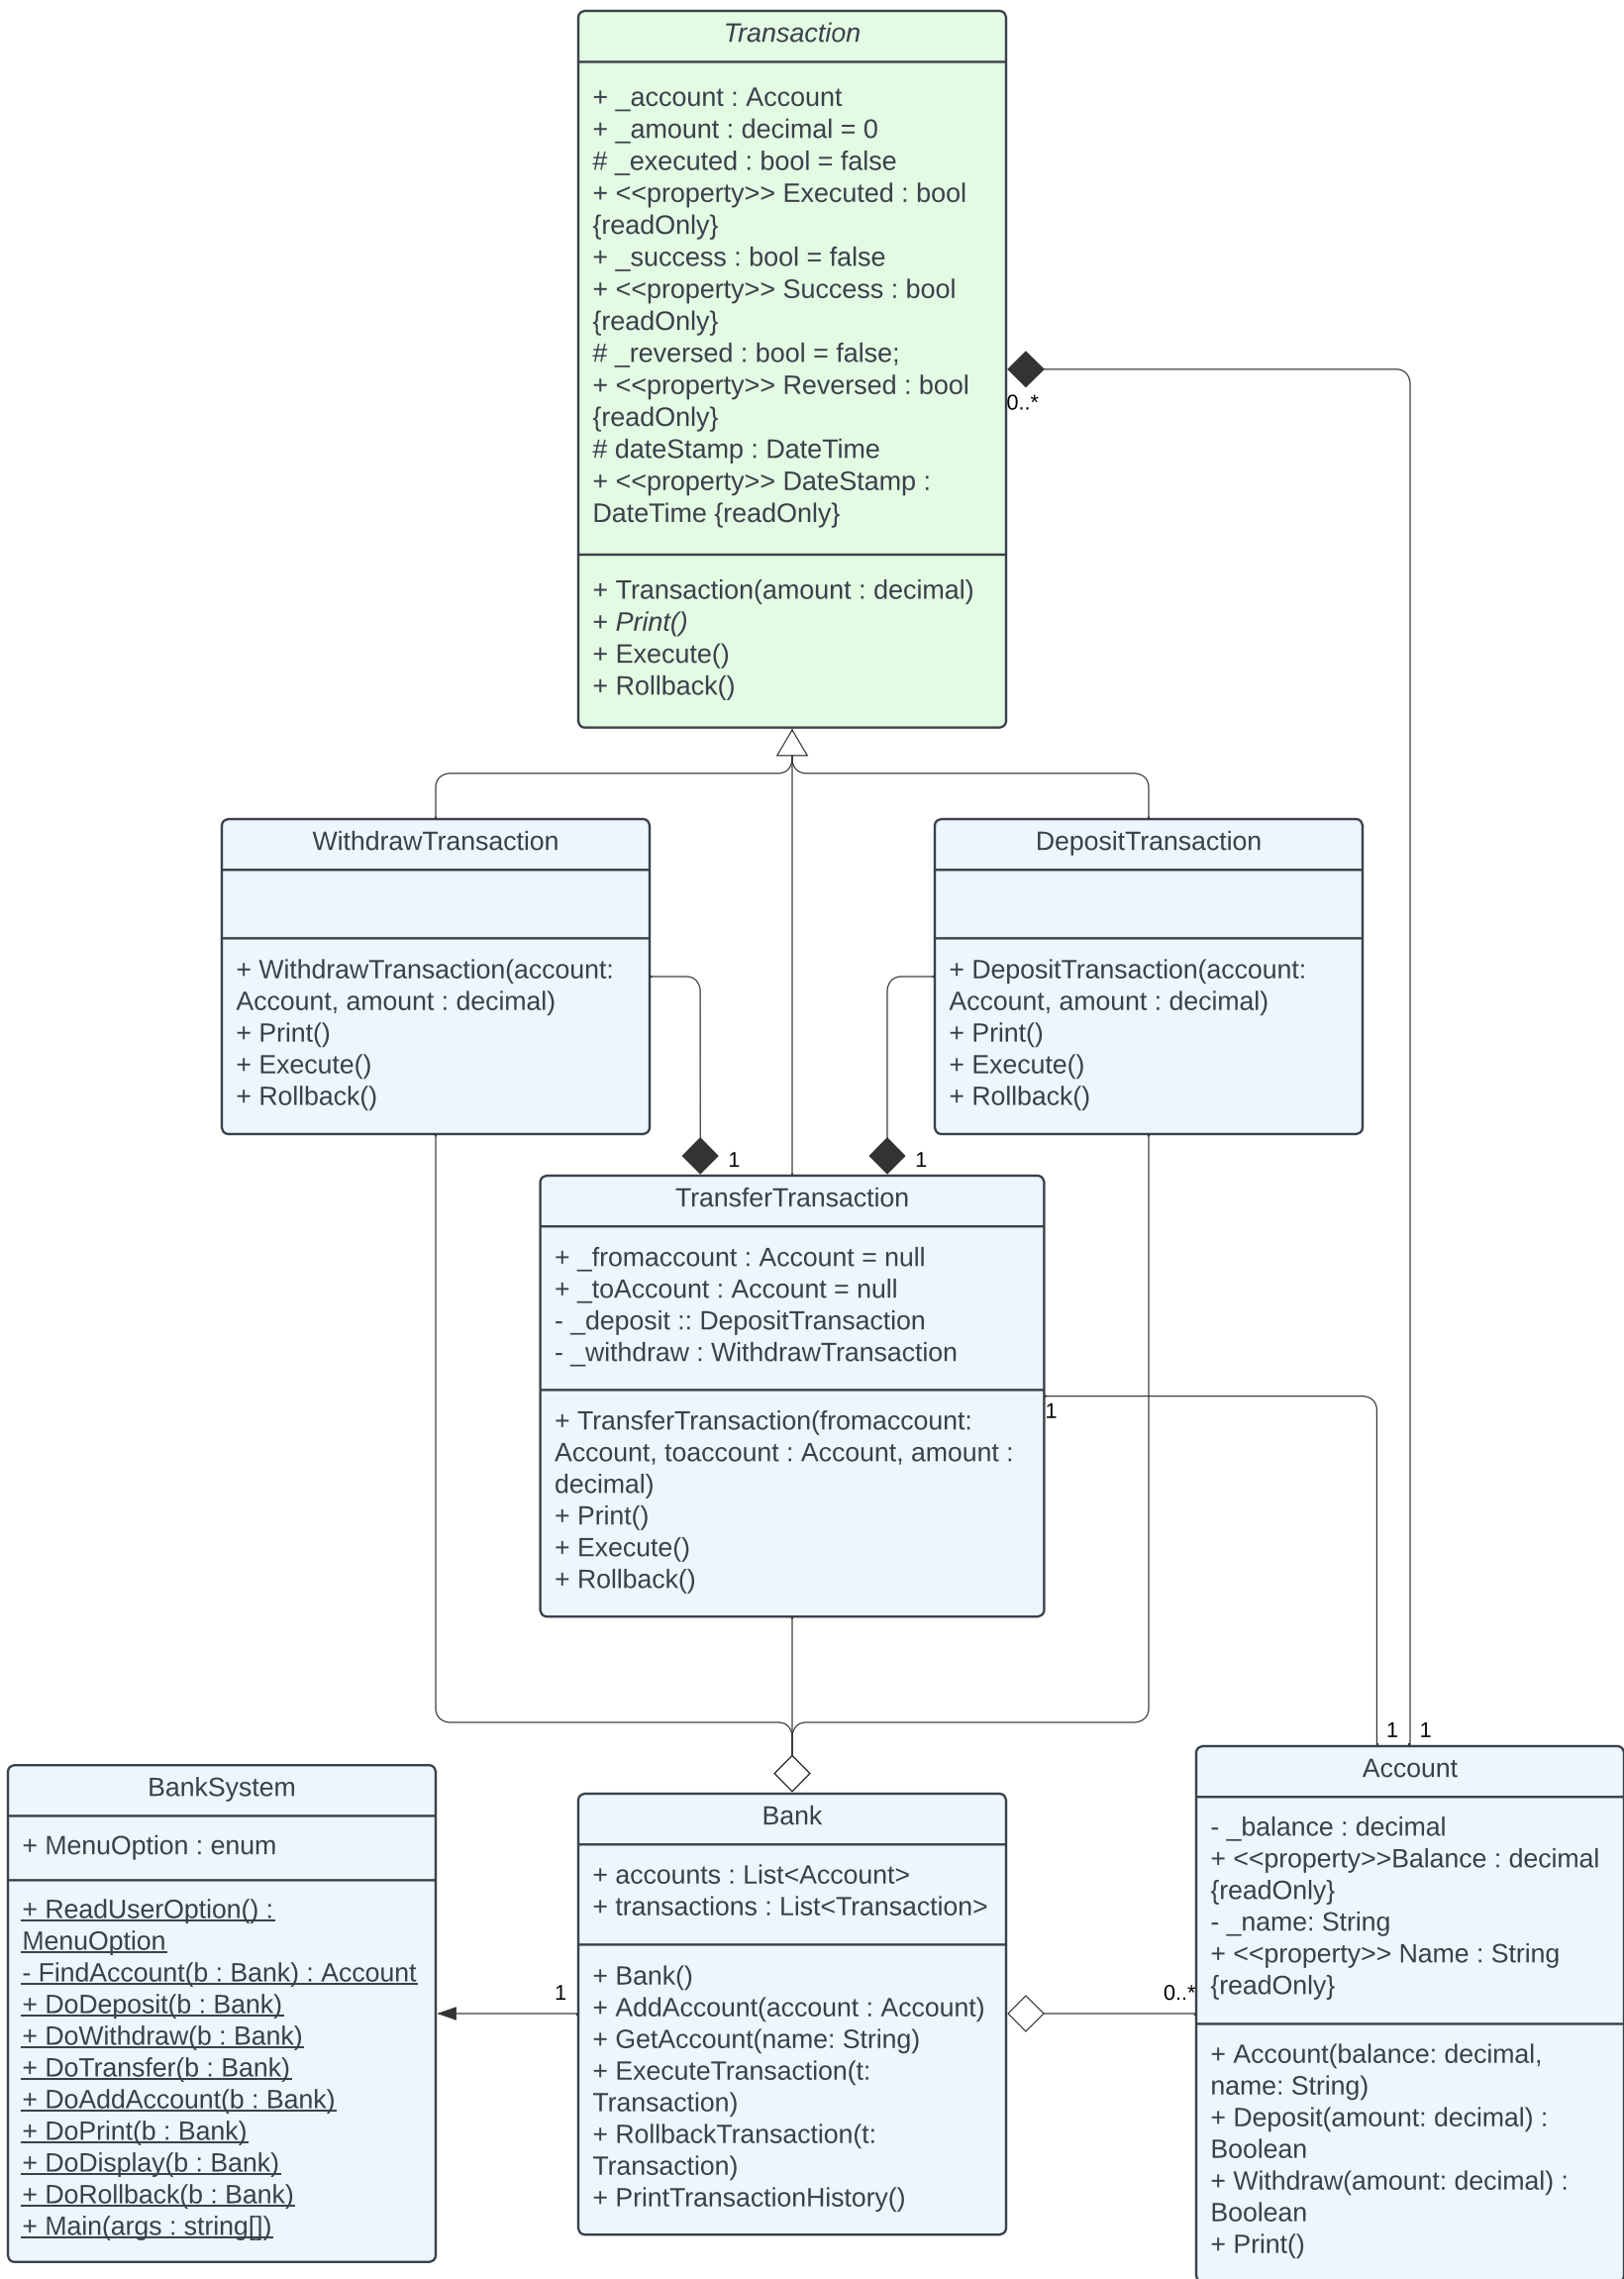 Transaction
+ _account : Account
+ _amount : decimal = 0
# _executed : bool = false
+ <<property>> Executed : bool
{readOnly}
+ _success : bool = false
+ <<property>> Success : bool
{readOnly}
# _reversed : bool = false;
+ <<property>> Reversed : bool
{readOnly}
# dateStamp : DateTime
+ <<property>> DateStamp :
DateTime {readOnly}
0..*
+ Transaction(amount : decimal)
+ Print()
+ Execute()
+ Rollback()
WithdrawTransaction
+ WithdrawTransaction(account:
Account, amount : decimal)
+ Print()
+ Execute()
+ Rollback()
DepositTransaction
+ DepositTransaction(account:
Account, amount : decimal)
+ Print()
+ Execute()
+ Rollback()
1
1
TransferTransaction
+ _fromaccount : Account = null
+ _toAccount : Account = null
- _deposit :: DepositTransaction
- _withdraw : WithdrawTransaction
+ TransferTransaction(fromaccount:
Account, toaccount : Account, amount :
decimal)
+ Print()
+ Execute()
+ Rollback()
1
1
1
BankSystem
+ MenuOption : enum
+ ReadUserOption() :
MenuOption
- FindAccount(b : Bank) : Account
+ DoDeposit(b : Bank)
+ DoWithdraw(b : Bank)
+ DoTransfer(b : Bank)
+ DoAddAccount(b : Bank)
+ DoPrint(b : Bank)
+ DoDisplay(b : Bank)
+ DoRollback(b : Bank)
+ Main(args : string[])
1
Bank
+ accounts : List<Account>
+ transactions : List<Transaction>
+ Bank()
+ AddAccount(account : Account)
+ GetAccount(name: String)
+ ExecuteTransaction(t:
Transaction)
+ RollbackTransaction(t:
Transaction)
+ PrintTransactionHistory()
0..*
Account
- _balance : decimal
+ <<property>>Balance : decimal
{readOnly}
- _name: String
+ <<property>> Name : String
{readOnly}
+ Account(balance: decimal,
name: String)
+ Deposit(amount: decimal) :
Boolean
+ Withdraw(amount: decimal) :
Boolean
+ Print()